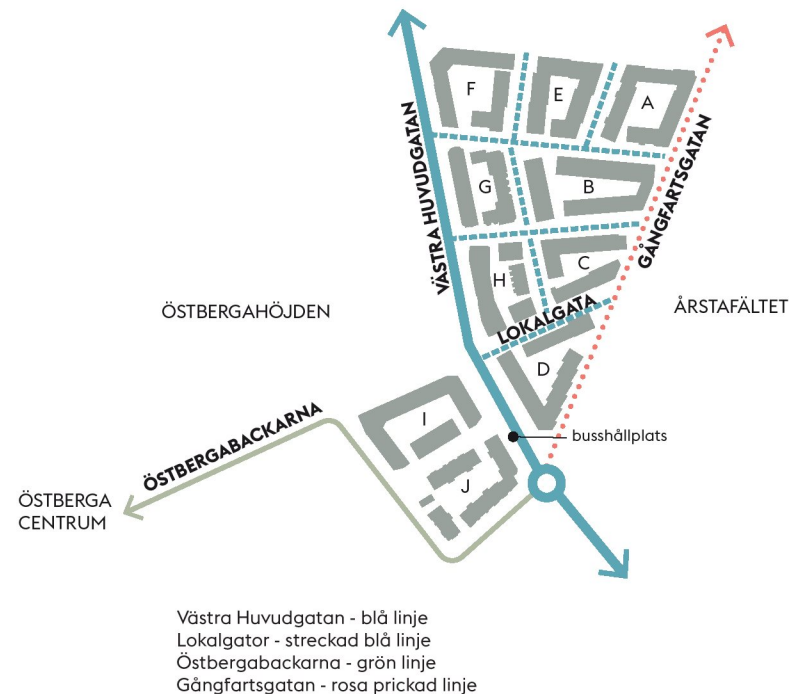 F
E
A
VÄSTRA HUVUDGATAN
GÅNGFARTSGATAN
G
B
C
H
ÖSTBERGAHÖJDEN
LOKALGATA
ÅRSTAFÄLTET
D
I
ÖSTBERGABACKARNA
busshållplats
J
ÖSTBERGA
CENTRUM
Västra Huvudgatan - blå linje
Lokalgator - streckad blå linje
Östbergabackarna - grön linje
Gångfartsgatan - rosa prickad linje